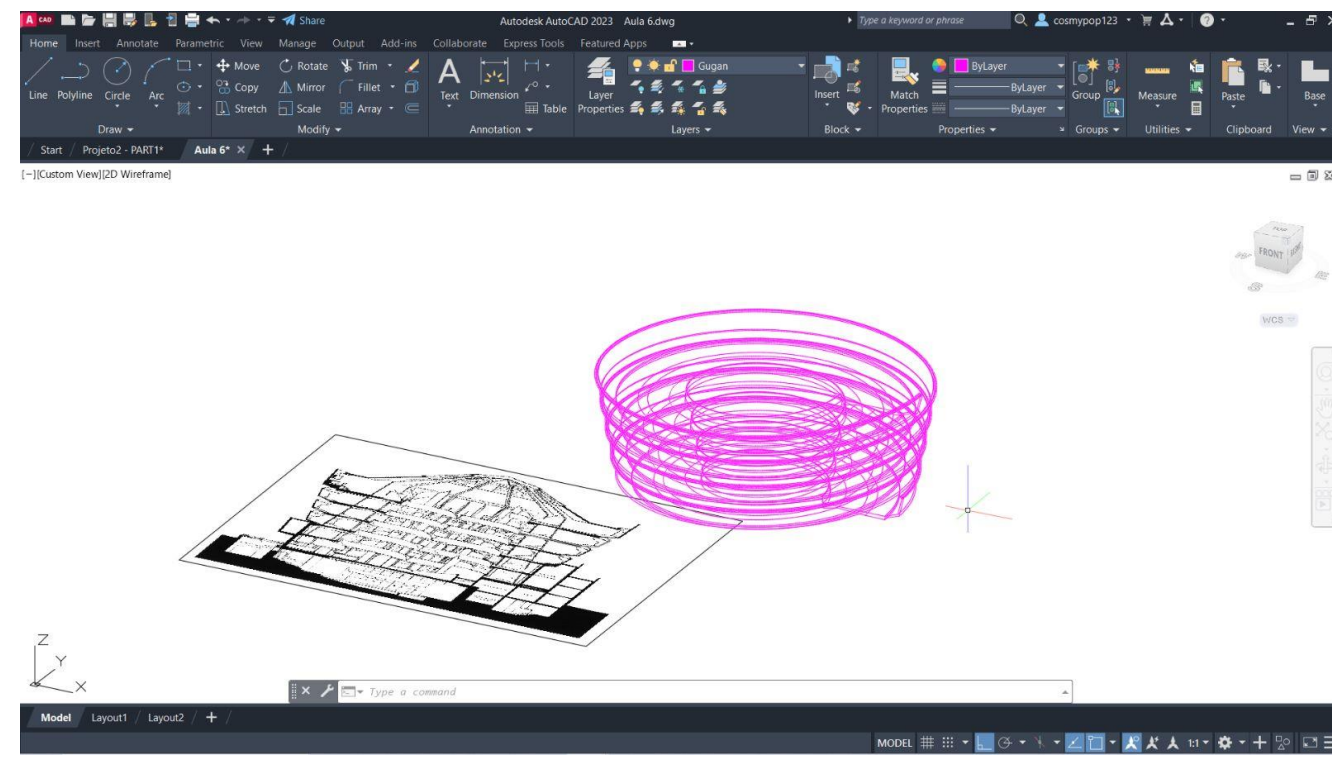 A CAD Share Autodesk AutoCAD 2023 Aula 6.dwg Type a keyword or phrase cosmypop123
Home Insert Annotate Parametric View Manage Output Add-ins Collaborate Express Tools Featured Apps
Move Rotate Trim Gugan ByLayer
Copy Mirror Fillet ByLayer
Line Polyline Circle Arc Text Dimension Layer Properties Insert Match Properties Group Measure Paste Base
Stretch Scale Array Table ByLayer
Draw Modify Annotation Layers Block Properties Groups Utilities Clipboard View
Start Projeto2 - PART1* Aula 6* +
[-][Custom View][2D Wireframe]
TOP
FRONT
WCS
Z
Y
X
Type a command
Model Layout1 Layout2 +
MODEL 1:1